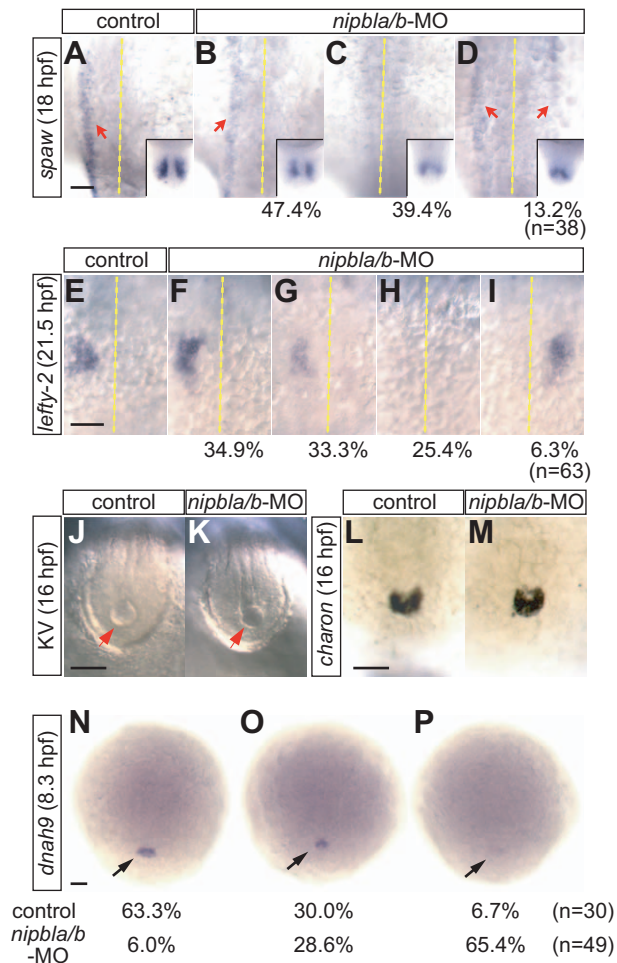 control nipbla/b-MO
spaw (18 hpf)
A B C D
47.4% 39.4% 13.2%
(n=38)
control nipbla/b-MO
lefty-2 (21.5 hpf)
E F G H I
34.9% 33.3% 25.4% 6.3%
(n=63)
control nipbla/b-MO control nipbla/b-MO
KV (16 hpf)
J K
charon (16 hpf)
L M
dnah9 (8.3 hpf)
N O P
control 63.3% 30.0% 6.7% (n=30)
nipbla/b
-MO 6.0% 28.6% 65.4% (n=49)